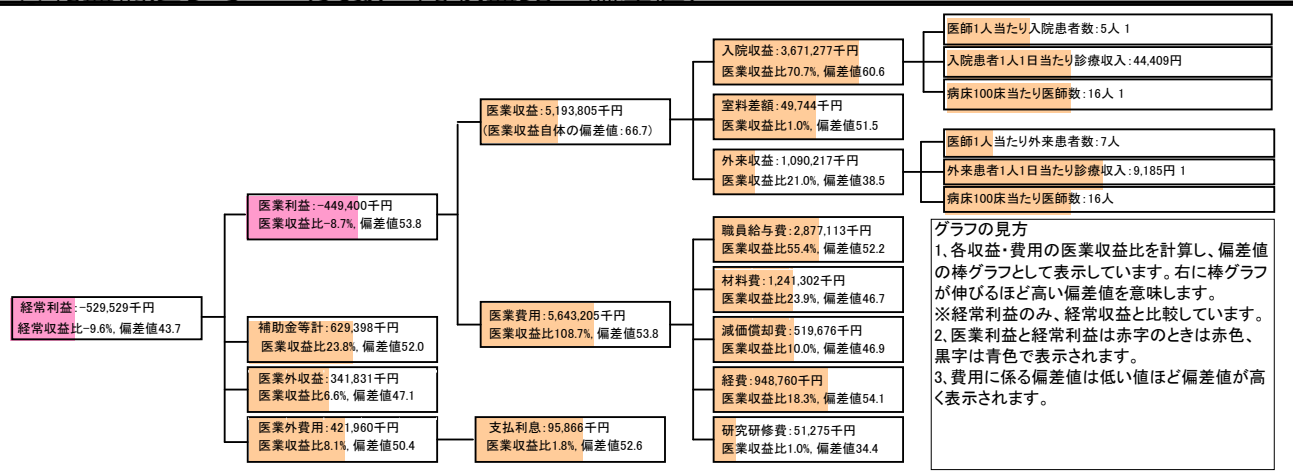 経常利益:-529,529千円
経常収益比-9.6%, 偏差値43.7
医業利益:-449,400千円
医業収益比-8.7%, 偏差値53.8
補助金等計:629,398千円
医業収益比23.8%, 偏差値52.0
医業外収益:341,831千円
医業収益比6.6%, 偏差値47.1
医業外費用:421,960千円
医業収益比8.1%, 偏差値50.4
医業収益:5,193,805千円
(医業収益自体の偏差値:66.7)
医業費用:5,643,205千円
医業収益比108.7%, 偏差値53.8
支払利息:95,866千円
医業収益比1.8%, 偏差値52.6
入院収益:3,671,277千円
医業収益比70.7%, 偏差値60.6
室料差額:49,744千円
医業収益比1.0%, 偏差値51.5
外来収益:1,090,217千円
医業収益比21.0%, 偏差値38.5
職員給与費:2,877,113千円
医業収益比55.4%, 偏差値52.2
材料費:1,241,302千円
医業収益比23.9%, 偏差値46.7
減価償却費:519,676千円
医業収益比10.0%, 偏差値46.9
経費:948,760千円
医業収益比18.3%, 偏差値54.1
研究研修費:51,275千円
医業収益比1.0%, 偏差値34.4
医師1人当たり入院患者数:5人 1
入院患者1人1日当たり診療収入:44,409円
病床100床当たり医師数:16人 1
医師1人当たり外来患者数:7人
外来患者1人1日当たり診療収入:9,185円 1
病床100床当たり医師数:16人
グラフの見方
1、各収益・費用の医業収益比を計算し、偏差値
の棒グラフとして表示しています。右に棒グラフ
が伸びるほど高い偏差値を意味します。
※経常利益のみ、経常収益と比較しています。
2、医業利益と経常利益は赤字のときは赤色、
黒字は青色で表示されます。
3、費用に係る偏差値は低い値ほど偏差値が高
く表示されます。